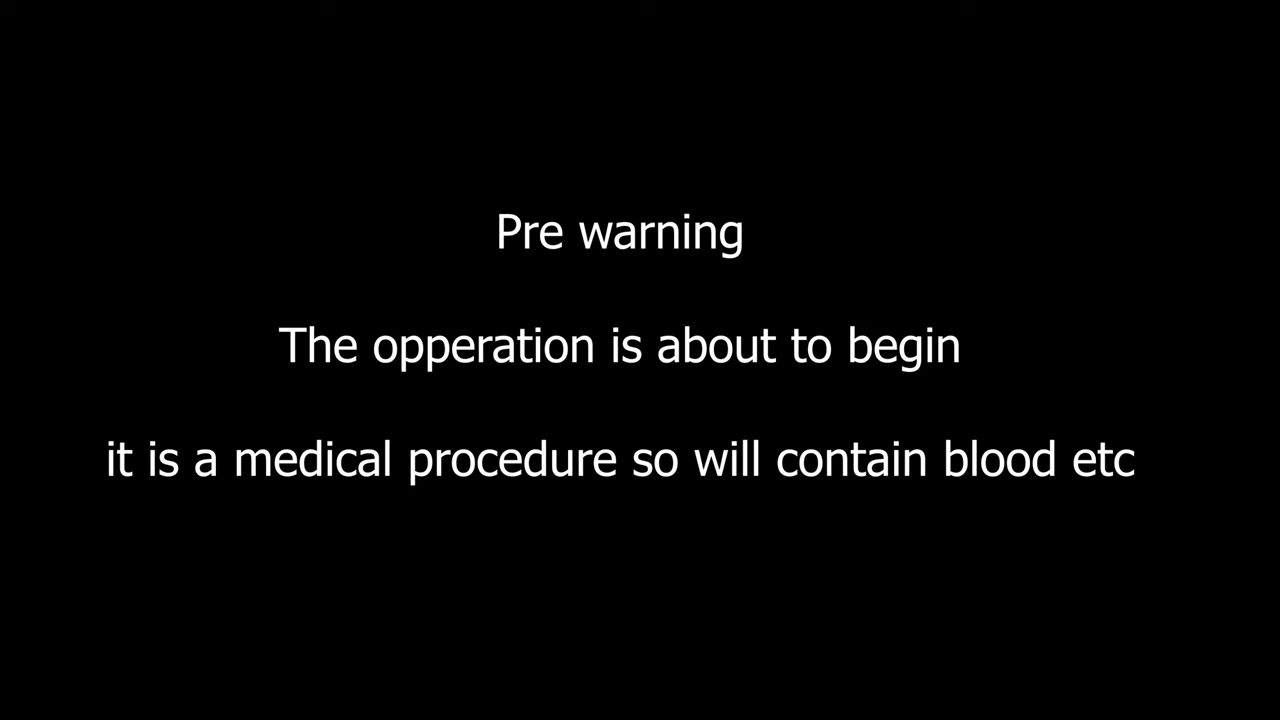 Pre warning
The opperation is about to begin
it is a medical procedure so will contain blood etc